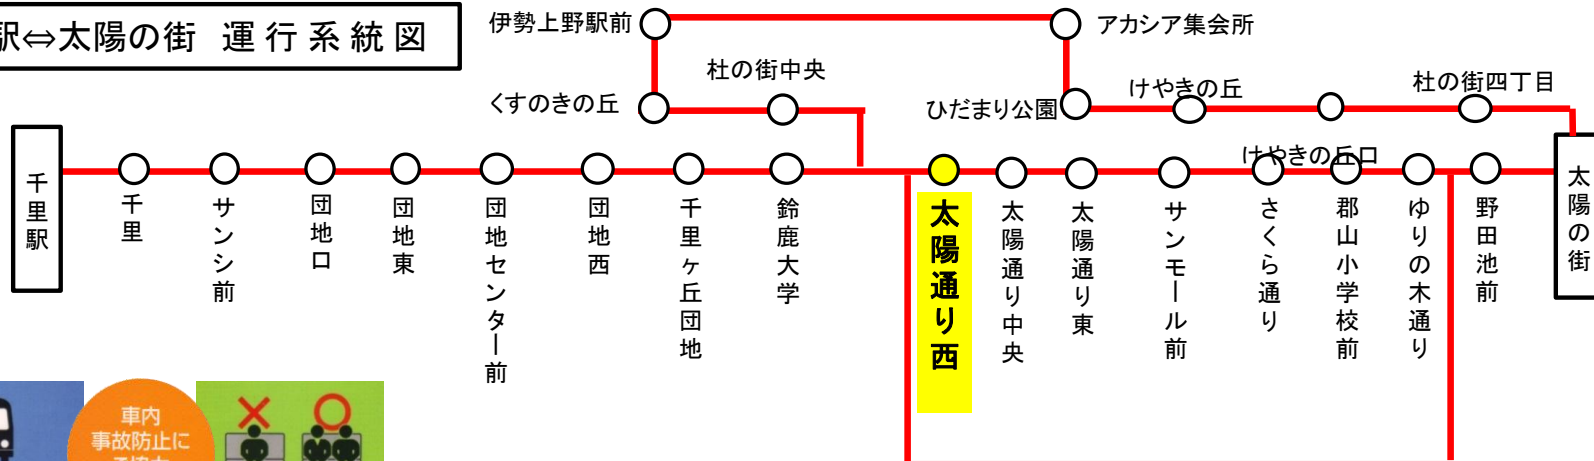 駅⇔太陽の街 運行系統図
伊勢上野駅前
アカシア集会所
杜の街中央
くすのきの丘
ひだまり公園
けやきの丘
杜の街四丁目
けやきの丘口
千里駅
千里
サンシ前
団地口
団地東
団地センター前
団地西
千里ヶ丘団地
鈴鹿大学
太陽通り西
太陽通り中央
太陽通り東
サンモール前
さくら通り
郡山小学校前
ゆりの木通り
野田池前
太陽の街
車内
事故防止に